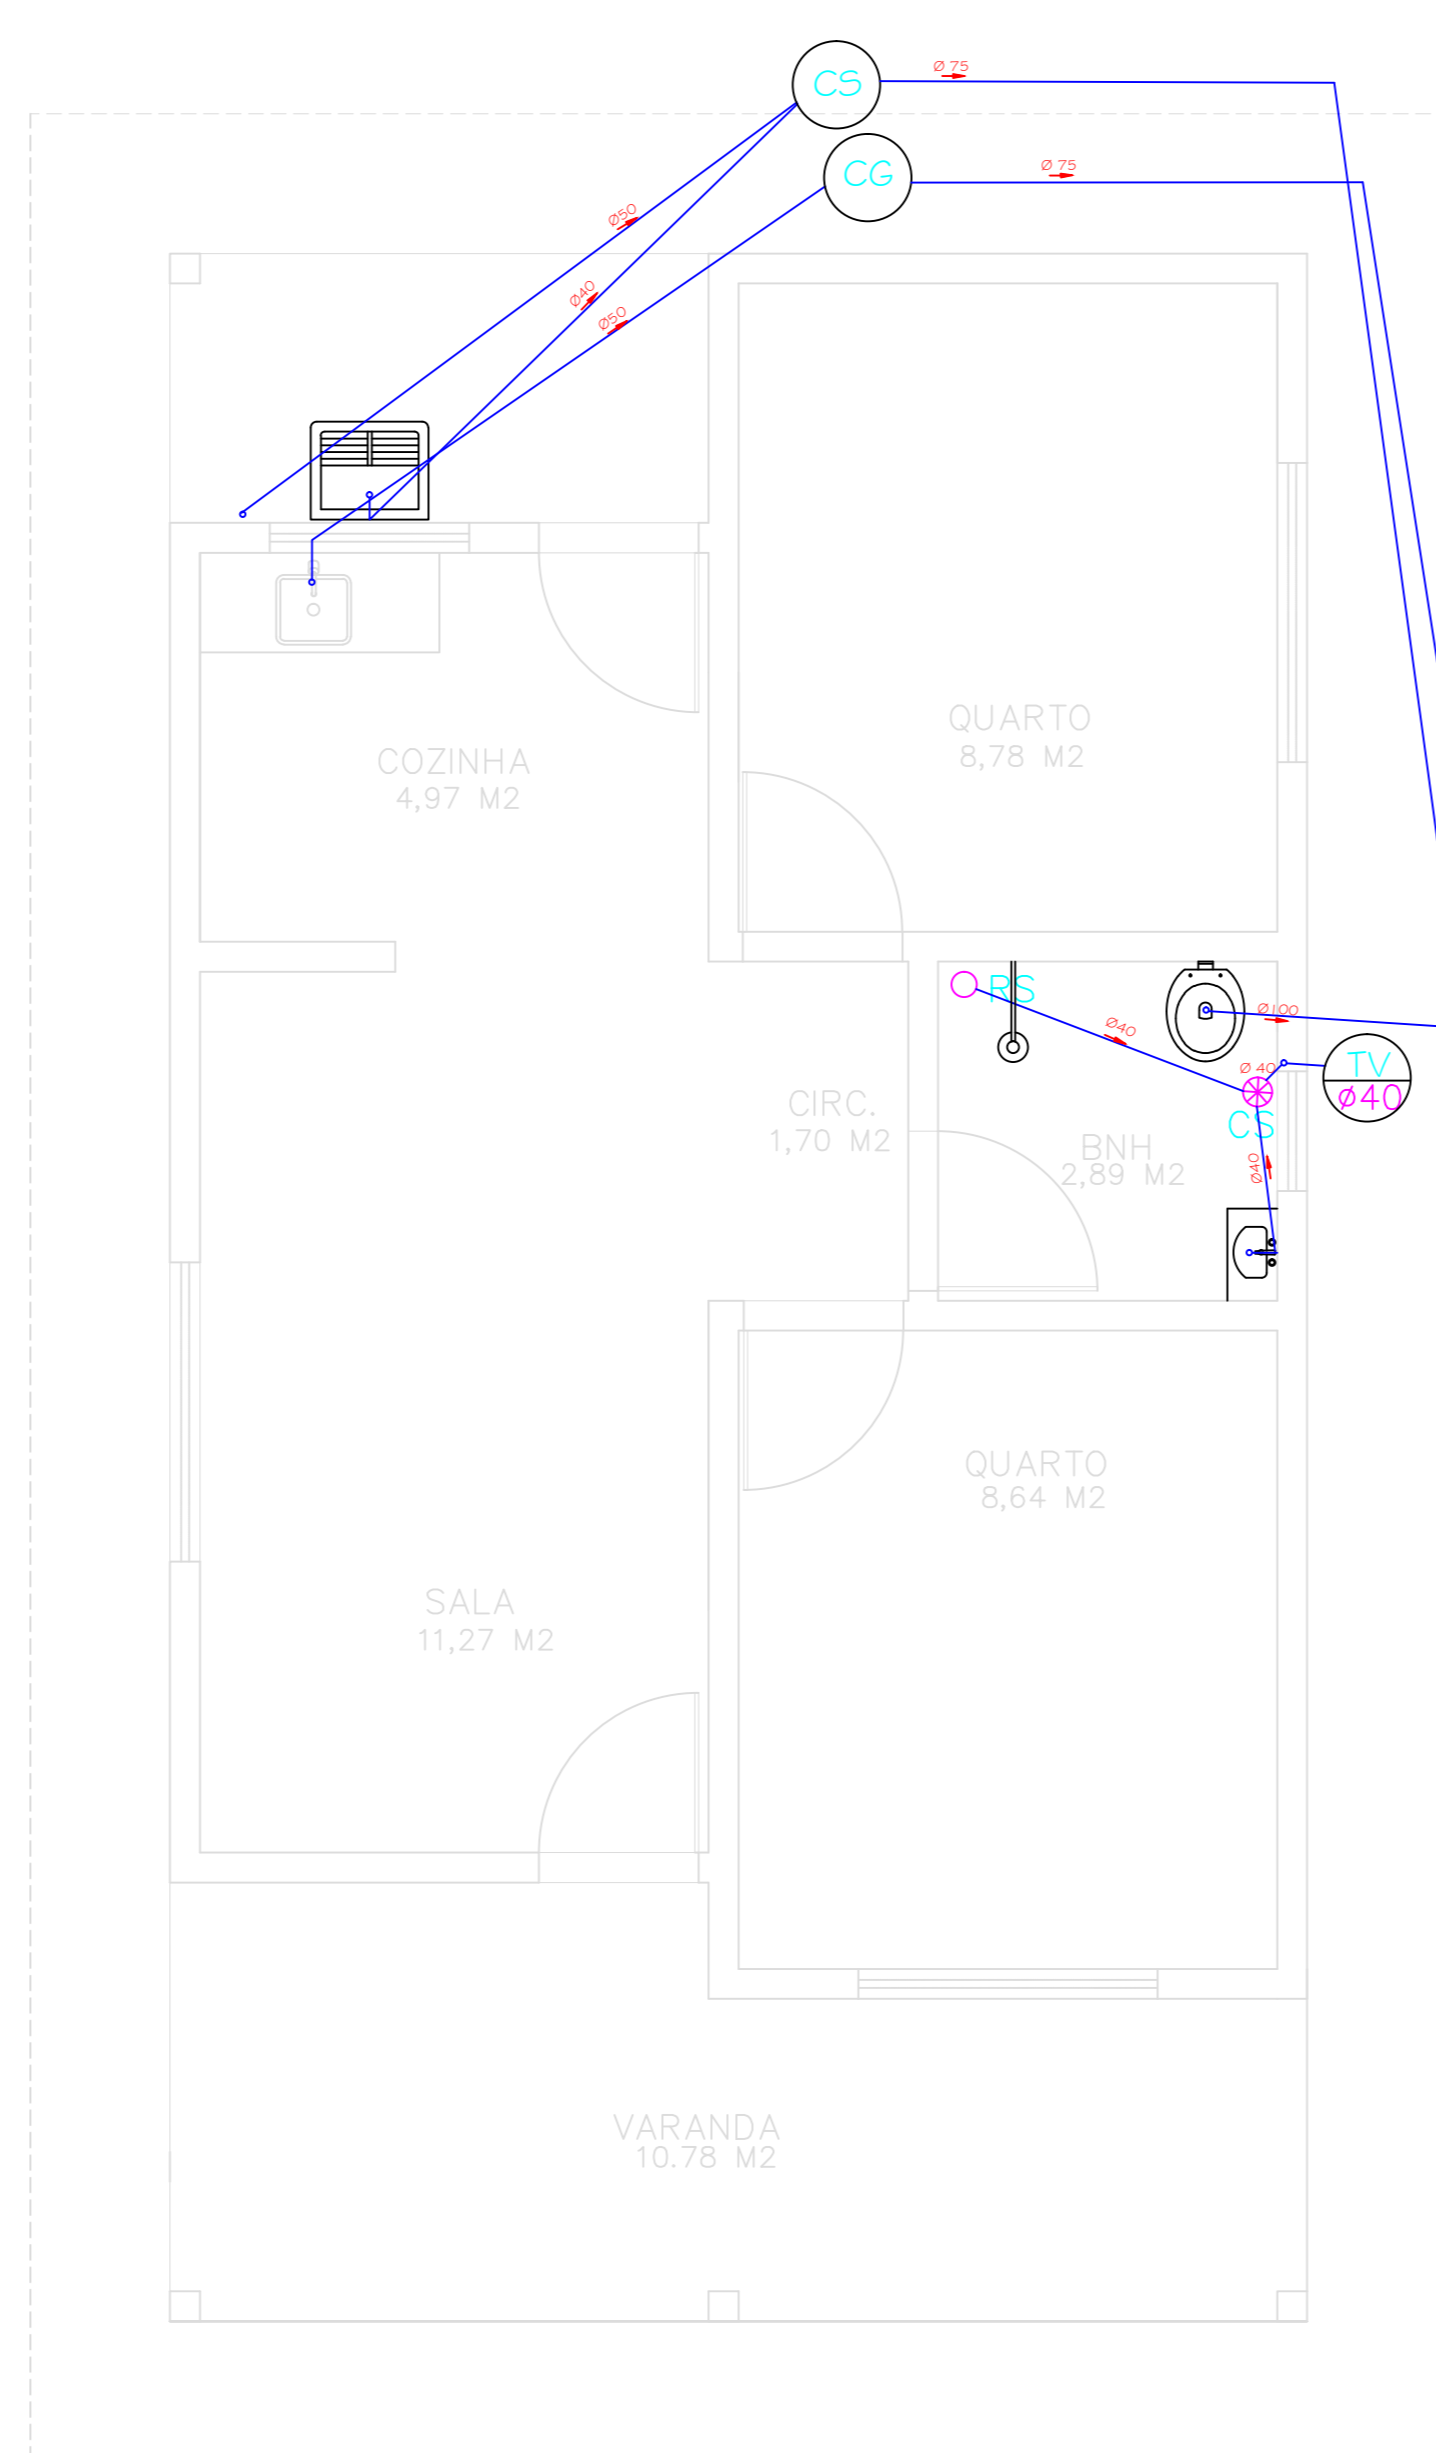 CS
Ø 75
CG
Ø 75
Ø50
Ø40
Ø50
QUARTO
8,78 M2
COZINHA
4,97 M2
RS
Ø40
Ø100
TV
Ø40
Ø 40
CS
CIRC.
1,70 M2
BNH
2,89 M2
Ø40
QUARTO
8,64 M2
SALA
11,27 M2
VARANDA
10.78 M2